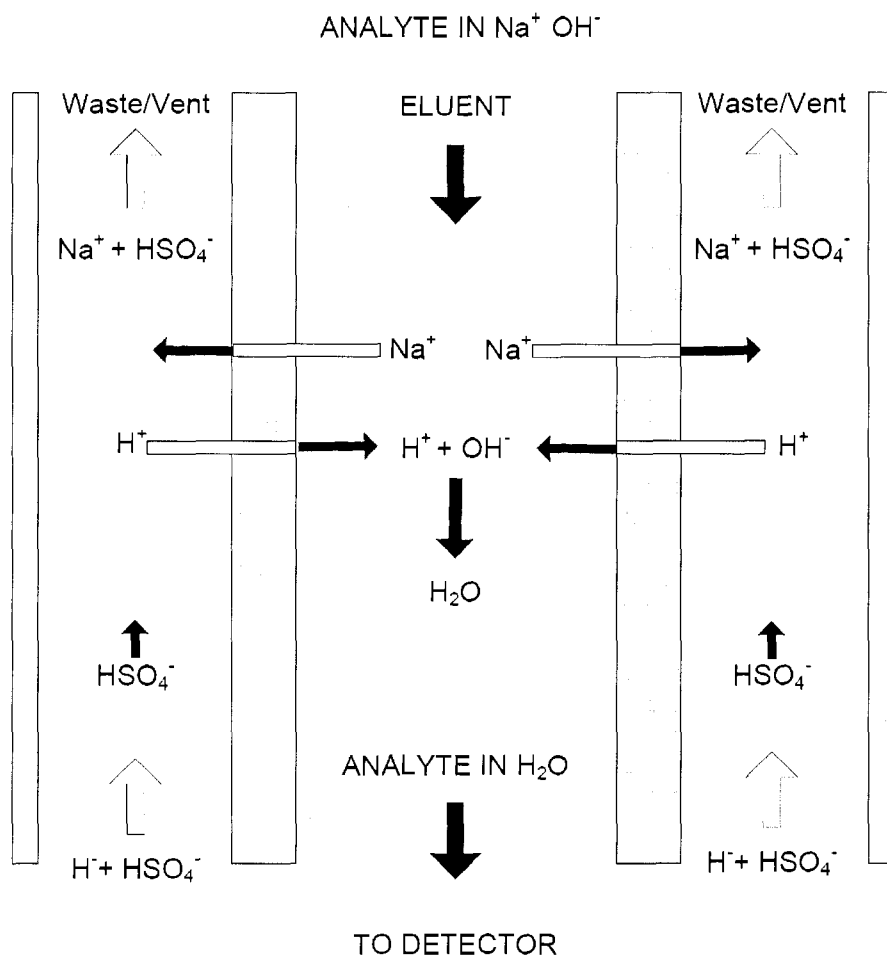 ANALYTE IN Na⁺ OH⁻
Waste/Vent ELUENT Waste/Vent
Na⁺ + HSO₄⁻ Na⁺ + HSO₄⁻
Na⁺ Na⁺
H⁺ H⁺ + OH⁻ H⁺
H₂O
HSO₄⁻ HSO₄⁻
ANALYTE IN H₂O
H⁻+ HSO₄⁻ H⁻+ HSO₄⁻
TO DETECTOR